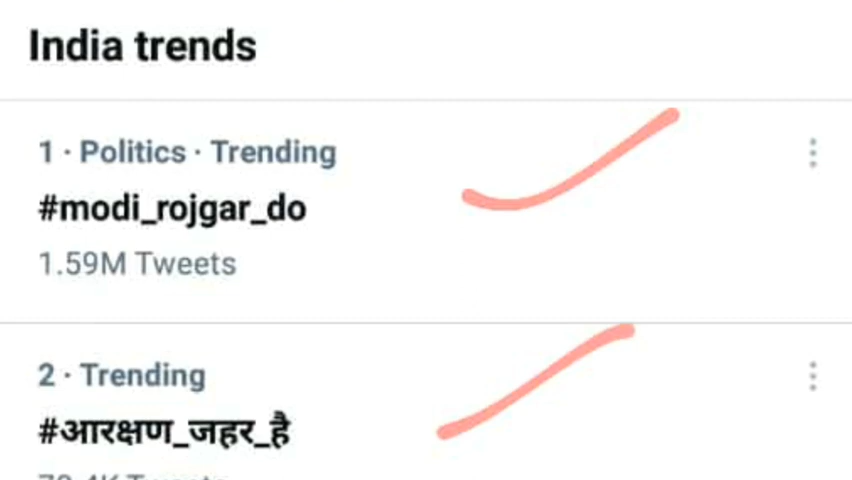 India trends
1 · Politics · Trending
#modi_rojgar_do
1.59M Tweets
2 · Trending
#आरक्षण_जहर_है